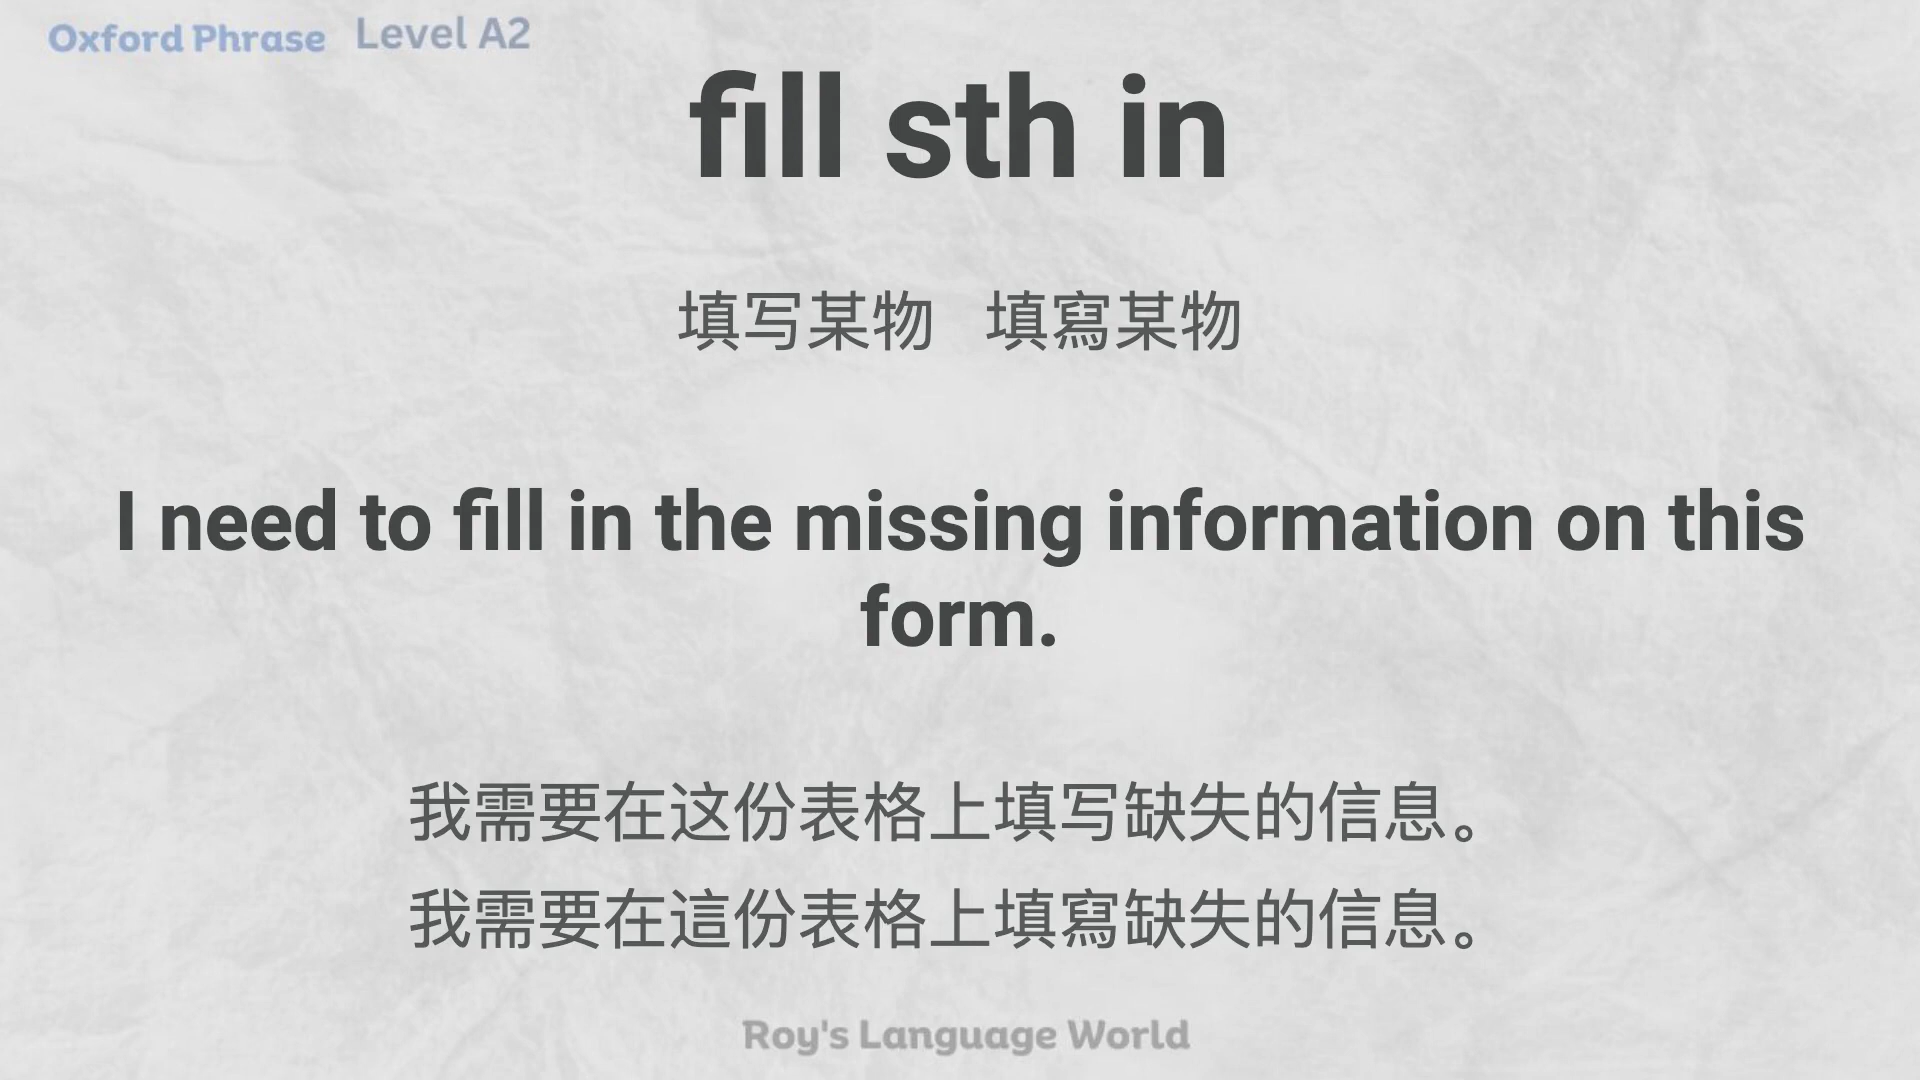 Oxford Phrase Level A2
fill sth in
填写某物 填寫某物
I need to fill in the missing information on this
form.
我需要在这份表格上填写缺失的信息。
我需要在這份表格上填寫缺失的信息。
Roy's Language World